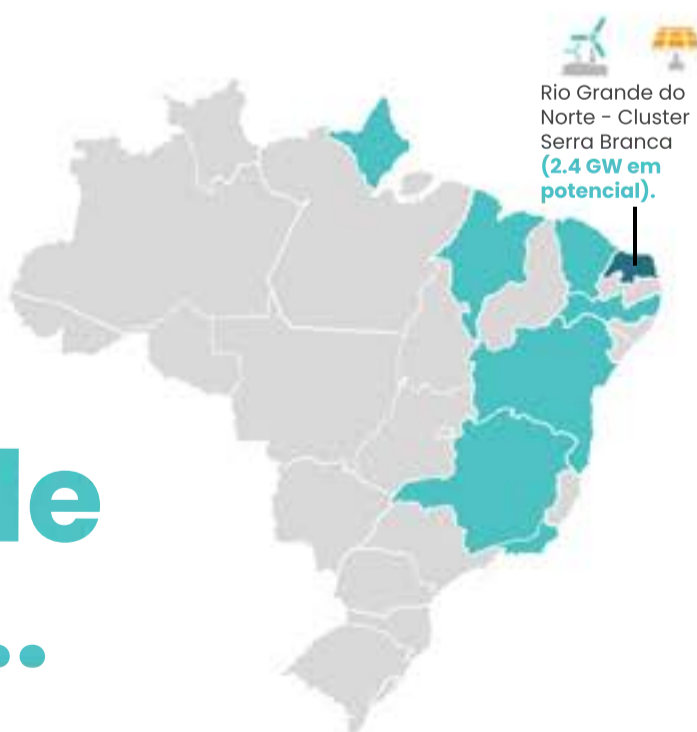 Rio Grande do
Norte - Cluster
Serra Branca
(2.4 GW em
potencial).
le
..